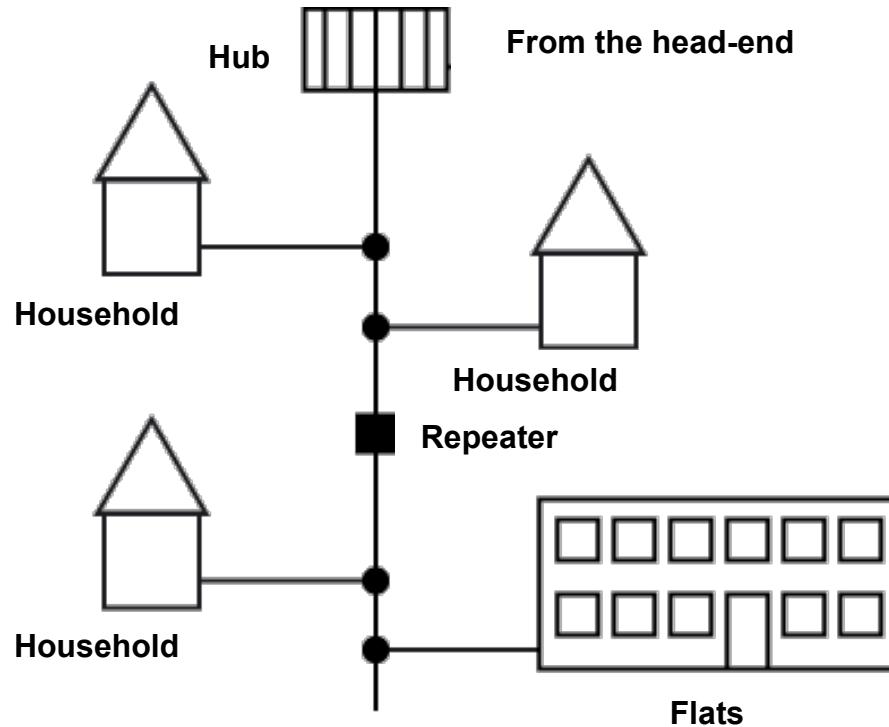 Hub
From the head-end
Household
Household
Repeater
Household
Flats